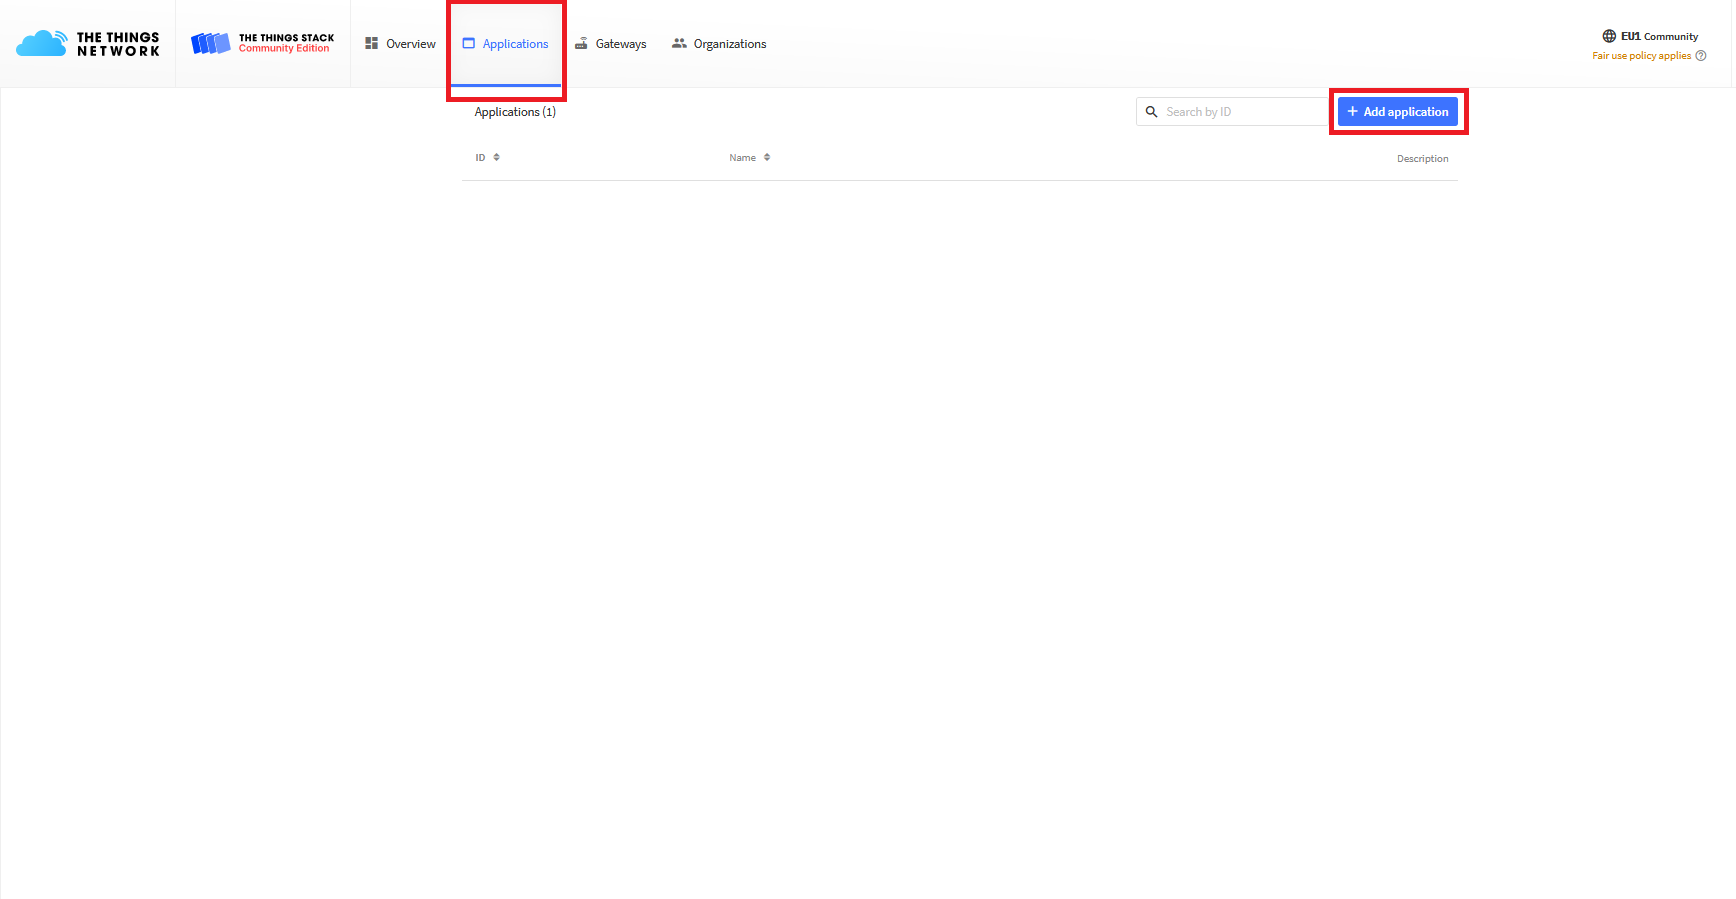 THE THINGS
NETWORK
THE THINGS STACK
Community Edition
Overview
Applications
Gateways
Organizations
EU1 Community
Fair use policy applies
Applications (1)
Search by ID
+ Add application
ID
Name
Description